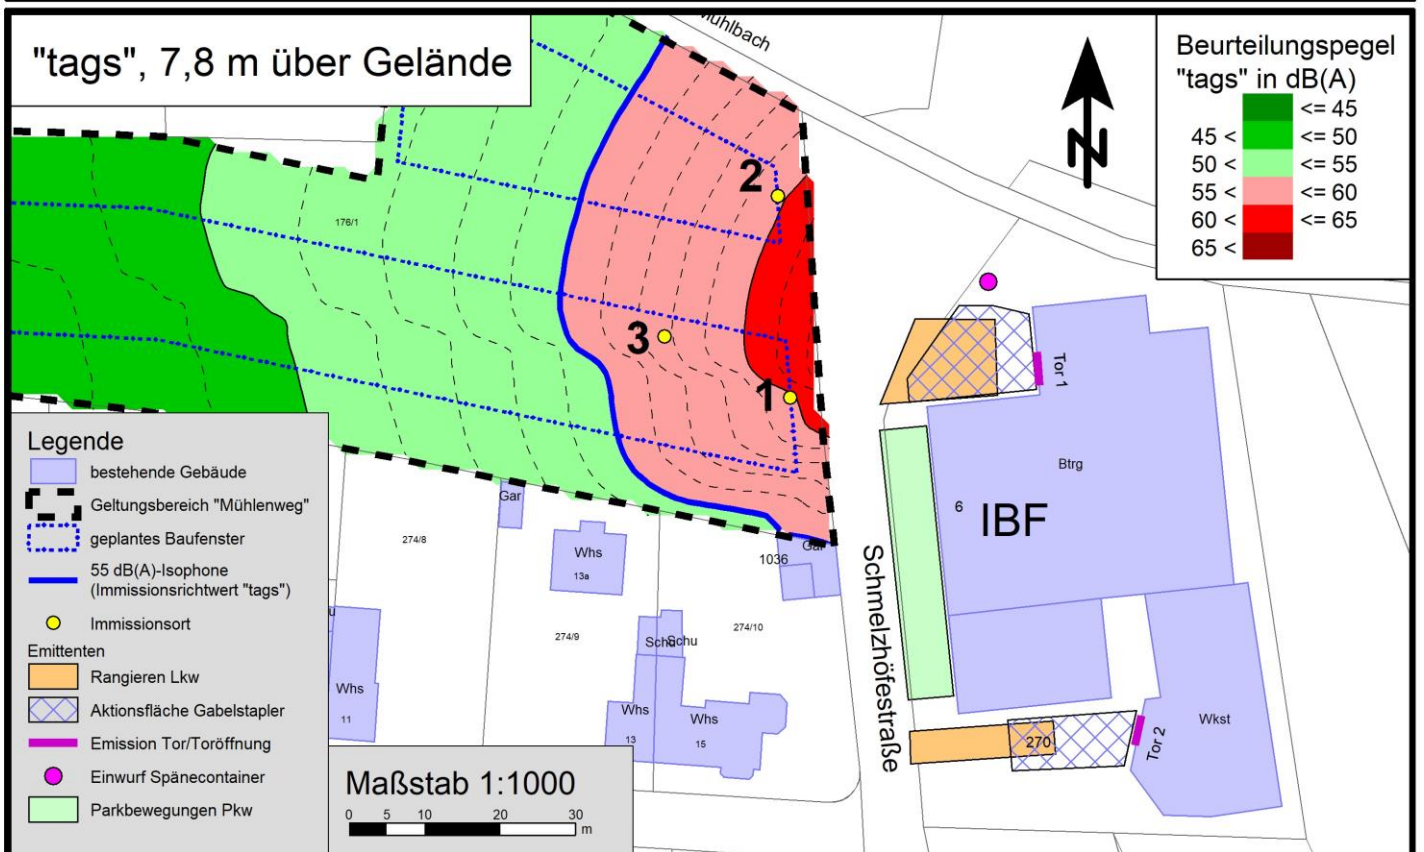 "tags", 7,8 m über Gelände
Mühlbach
Beurteilungspegel
"tags" in dB(A)
<= 45
45 < <= 50
50 < <= 55
55 < <= 60
60 < <= 65
65 <
N
2
176/1
3
1
Tor 1
Btrg
6
IBF
Schmelzhöfestraße
Gar
274/8
Whs
13a
1036
Gar
274/9
Schu
Schu
274/10
Whs
11
Whs
13
Whs
15
270
Tor 2
Wkst
Legende
bestehende Gebäude
Geltungsbereich "Mühlenweg"
geplantes Baufenster
55 dB(A)-Isophone
(Immissionsrichtwert "tags")
Immissionsort
Emittenten
Rangieren Lkw
Aktionsfläche Gabelstapler
Emission Tor/Toröffnung
Einwurf Spänecontainer
Parkbewegungen Pkw
Maßstab 1:1000
0 5 10 20 30
m